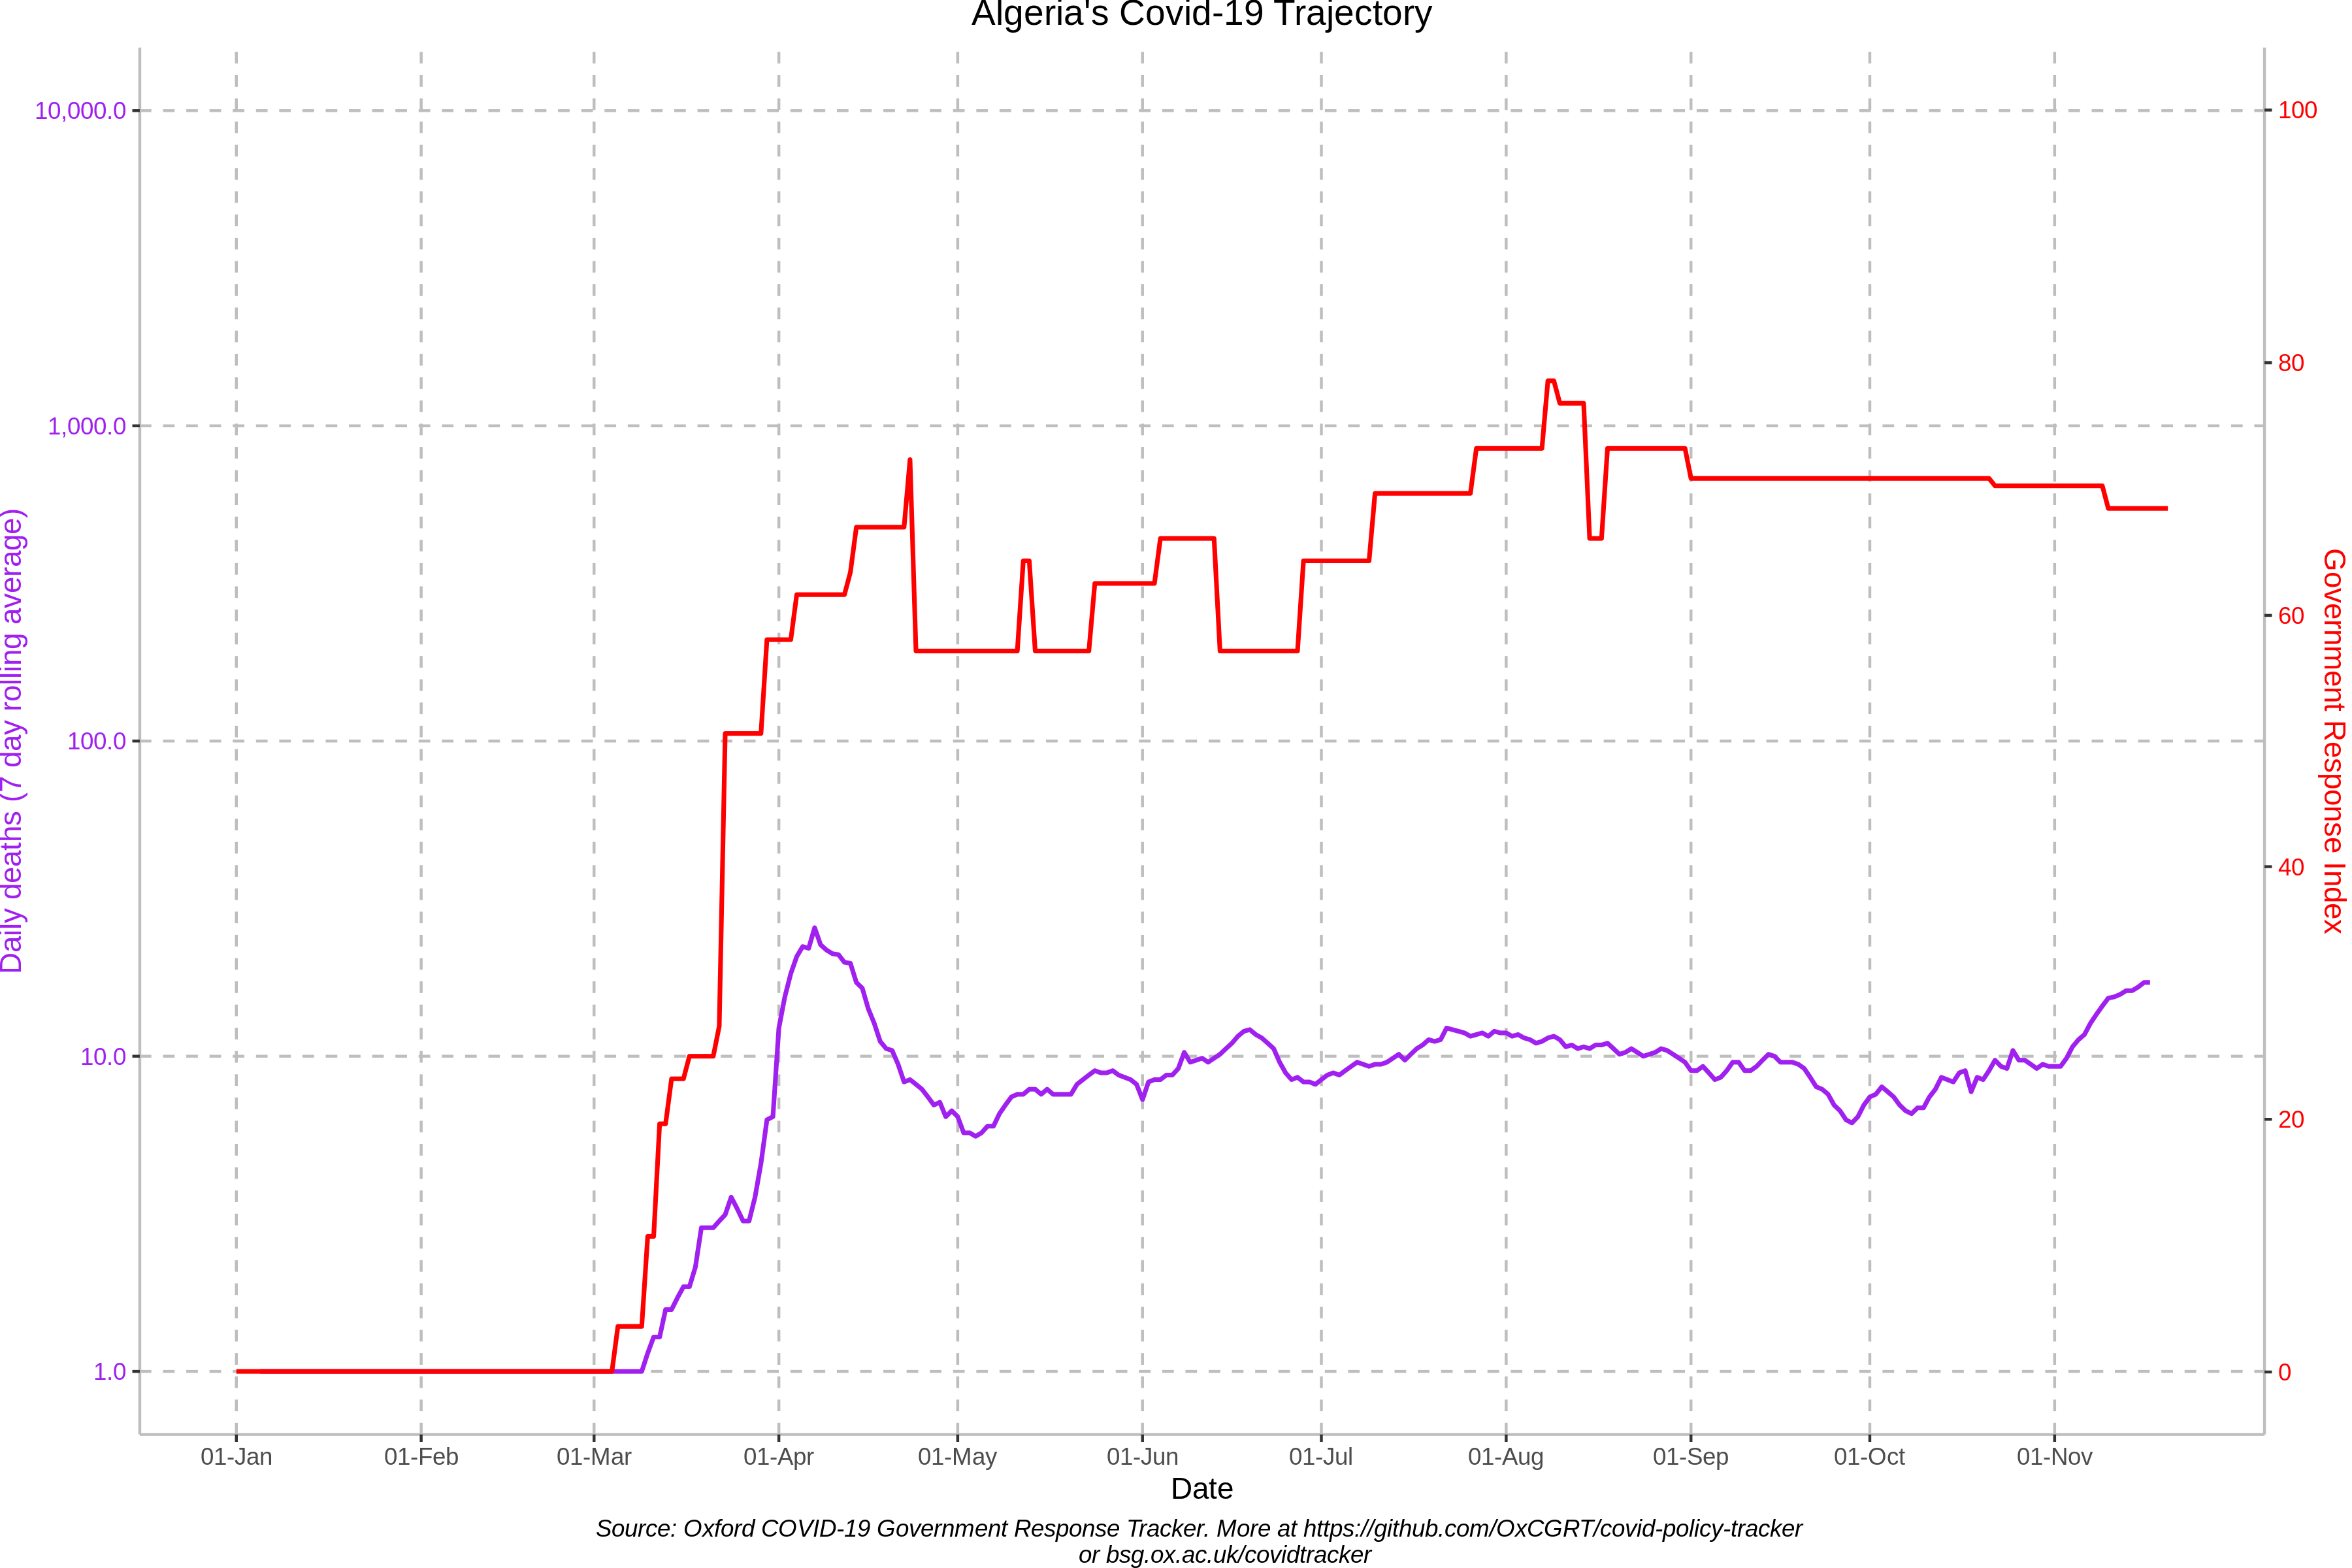 Algeria's Covid-19 Trajectory
10,000.0
1,000.0
100.0
10.0
1.0
Daily deaths (7 day rolling average)
100
80
60
40
20
0
Government Response Index
01-Jan 01-Feb 01-Mar 01-Apr 01-May 01-Jun 01-Jul 01-Aug 01-Sep 01-Oct 01-Nov
Date
Source: Oxford COVID-19 Government Response Tracker. More at https://github.com/OxCGRT/covid-policy-tracker
or bsg.ox.ac.uk/covidtracker